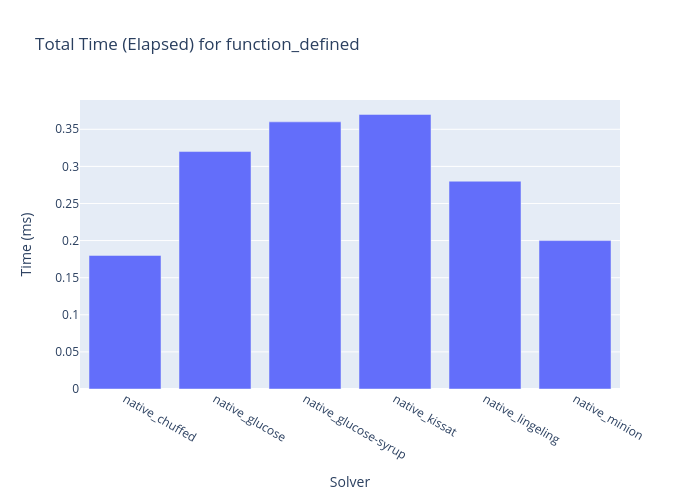 Total Time (Elapsed) for function_defined
Time (ms)
0.35
0.3
0.25
0.2
0.15
0.1
0.05
0
native_chuffed
native_glucose
native_glucose-syrup
native_kissat
native_lingeling
native_minion
Solver